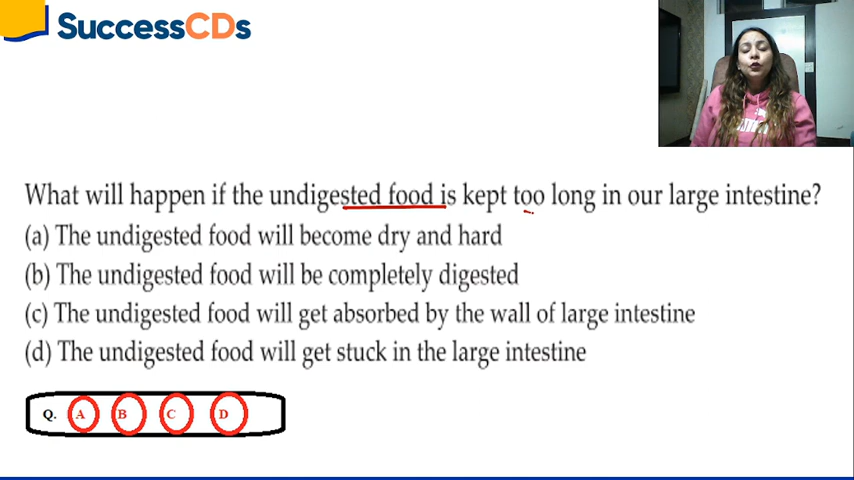 SuccessCDs
What will happen if the undigested food is kept too long in our large intestine?
(a) The undigested food will become dry and hard
(b) The undigested food will be completely digested
(c) The undigested food will get absorbed by the wall of large intestine
(d) The undigested food will get stuck in the large intestine
Q. A B C D